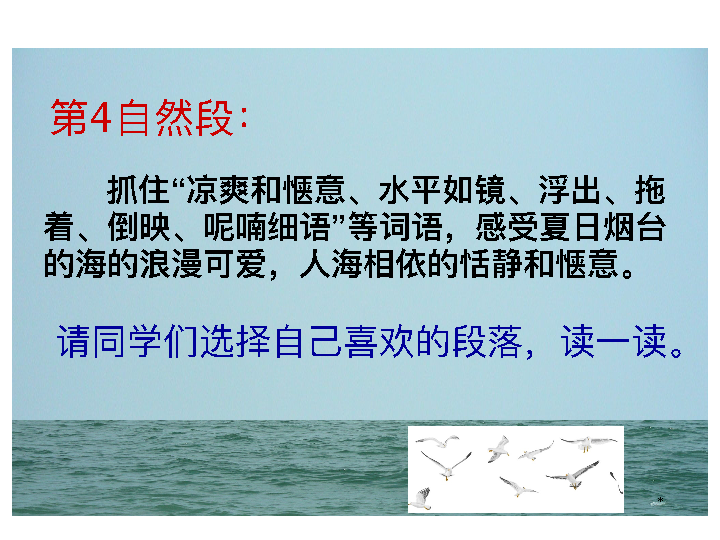 第4自然段：
抓住“凉爽和惬意、水平如镜、浮出、拖
着、倒映、呢喃细语”等词语，感受夏日烟台
的海的浪漫可爱，人海相依的恬静和惬意。
请同学们选择自己喜欢的段落，读一读。
*